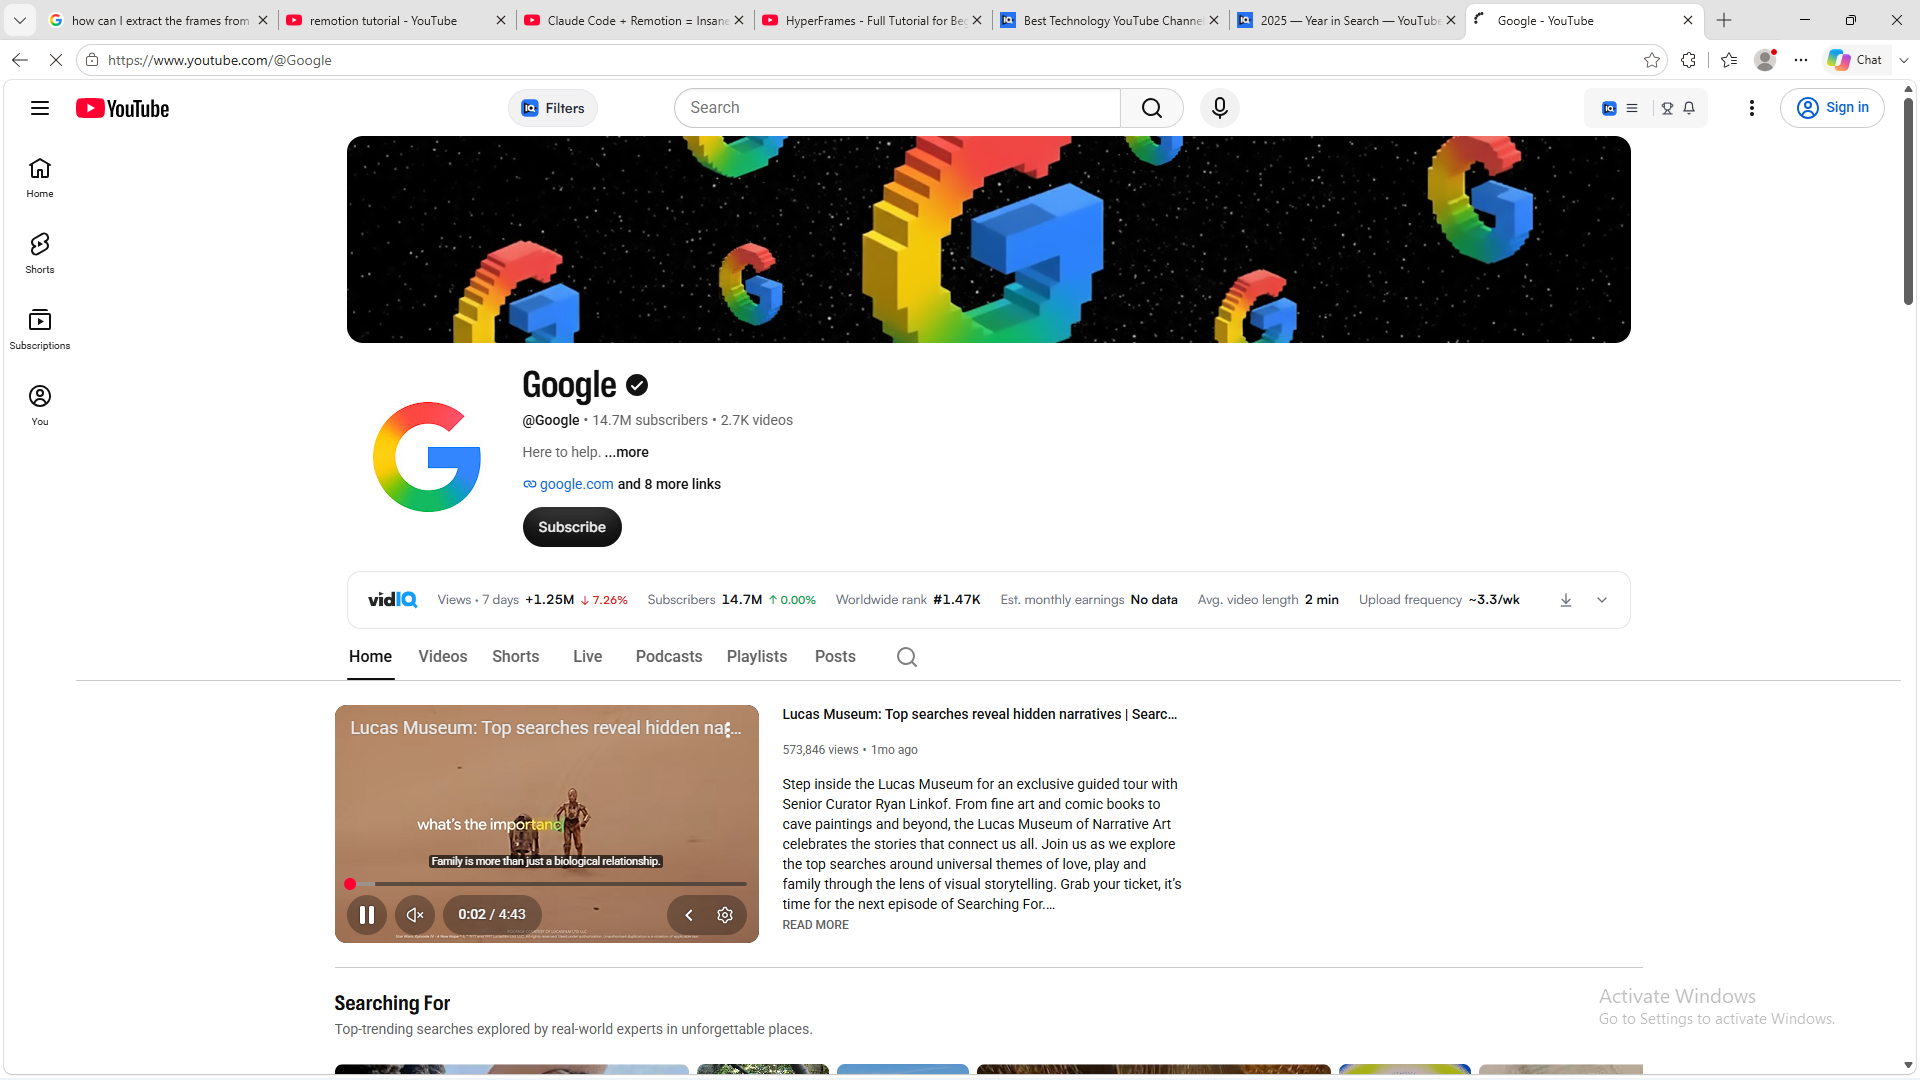 how can I extract the frames from
remotion tutorial - YouTube
Claude Code + Remotion = Insane
HyperFrames - Full Tutorial for Beg
Best Technology YouTube Channel
2025 — Year in Search — YouTube
Google - YouTube
https://www.youtube.com/@Google
Chat
YouTube
Filters
Search
Sign in
Home
Shorts
Subscriptions
You
Google
@Google • 14.7M subscribers • 2.7K videos
Here to help. ...more
google.com and 8 more links
Subscribe
vidIQ Views • 7 days +1.25M ↓ 7.26% Subscribers 14.7M ↑ 0.00% Worldwide rank #1.47K Est. monthly earnings No data Avg. video length 2 min Upload frequency ~3.3/wk
Home Videos Shorts Live Podcasts Playlists Posts
Lucas Museum: Top searches reveal hidden nar...
what's the importanc
Family is more than just a biological relationship.
0:02 / 4:43
Lucas Museum: Top searches reveal hidden narratives | Searc...
573,846 views • 1mo ago
Step inside the Lucas Museum for an exclusive guided tour with
Senior Curator Ryan Linkof. From fine art and comic books to
cave paintings and beyond, the Lucas Museum of Narrative Art
celebrates the stories that connect us all. Join us as we explore
the top searches around universal themes of love, play and
family through the lens of visual storytelling. Grab your ticket, it's
time for the next episode of Searching For....
READ MORE
Searching For
Top-trending searches explored by real-world experts in unforgettable places.
Activate Windows
Go to Settings to activate Windows.